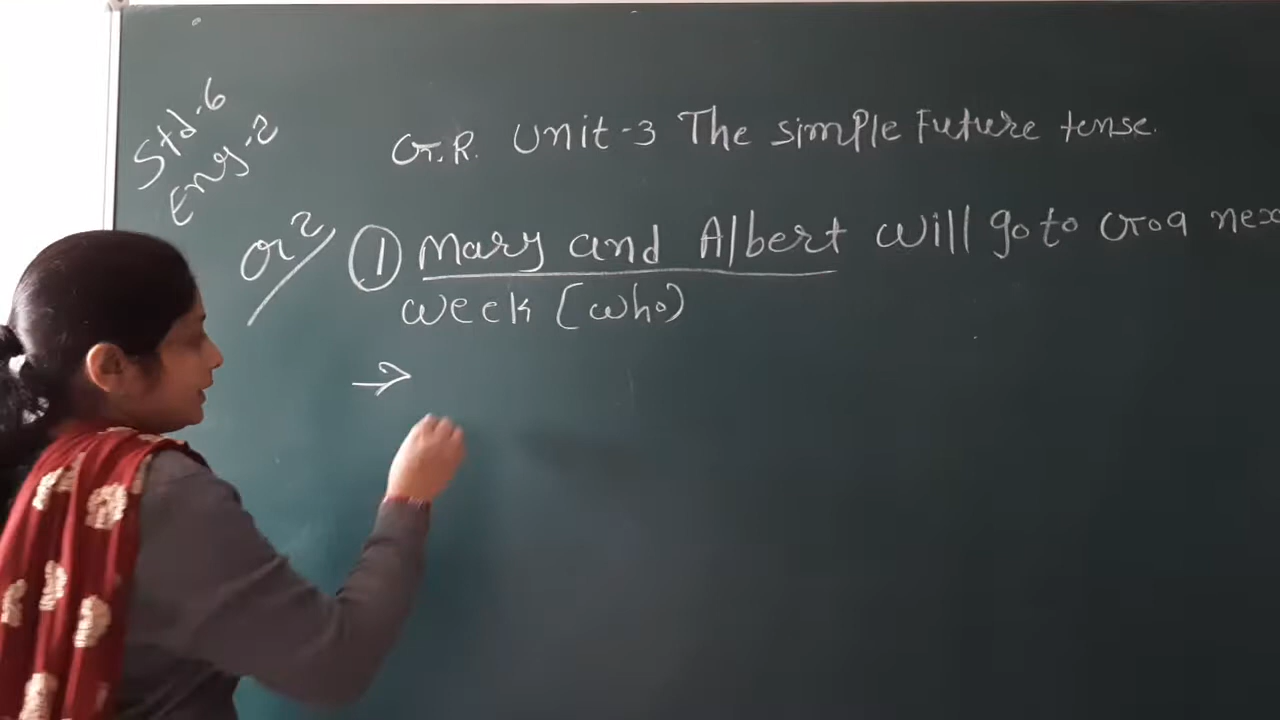 Std-6
Eng-2
Gr.R. Unit-3 The simple Future tense.
Q2 ① Mary and Albert will go to Goa nex
week (who)
→